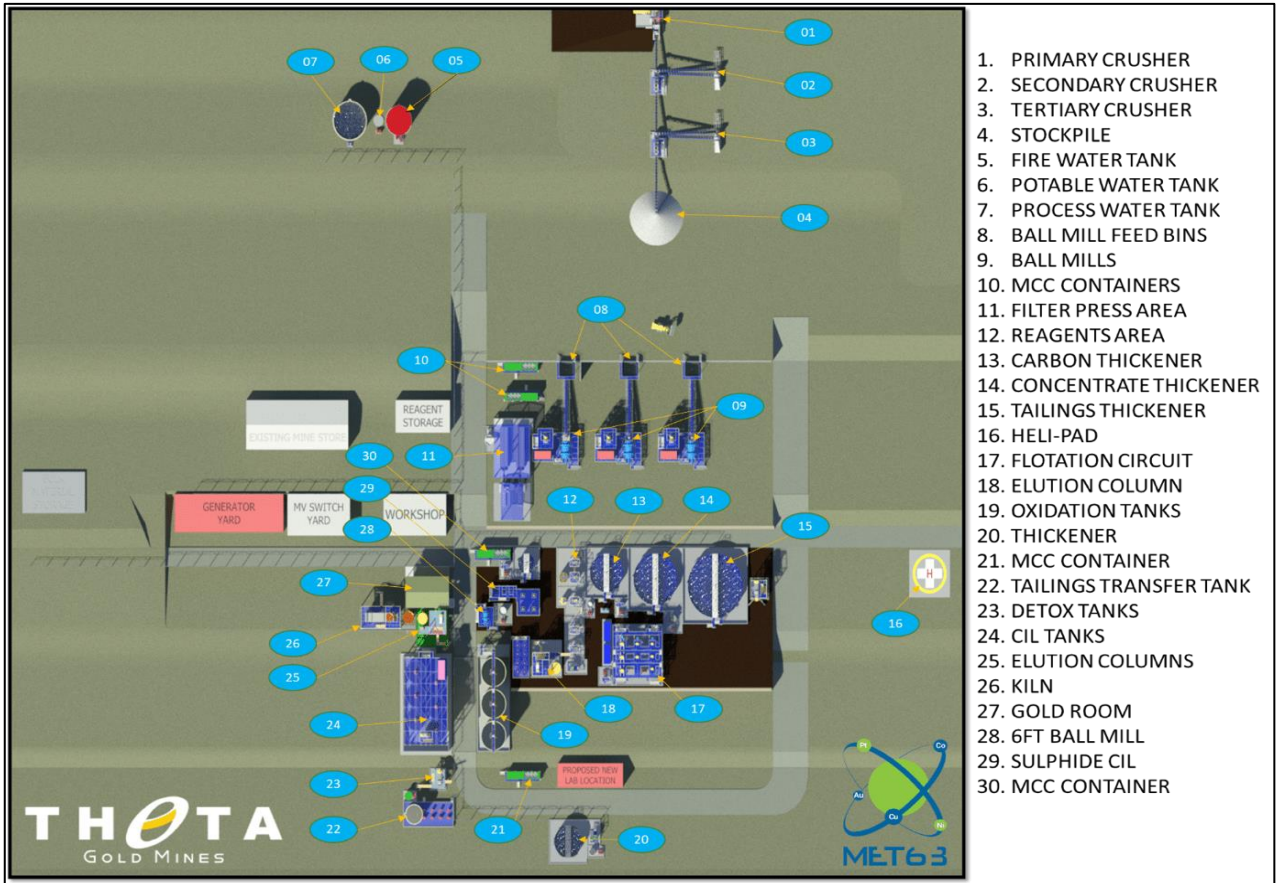 01
02
03
04
05
06
07
08
09
10
11
EXISTING MINE STORE
REAGENT
STORAGE
GENERATOR
YARD
MV SWITCH
YARD
WORKSHOP
30
29
28
12
13
14
15
16
H
27
26
25
24
17
18
19
23
22
21
20
PROPOSED NEW
LAB LOCATION
THETA
GOLD MINES
Pt
Co
Au
Cu
Ni
MET63
1. PRIMARY CRUSHER
2. SECONDARY CRUSHER
3. TERTIARY CRUSHER
4. STOCKPILE
5. FIRE WATER TANK
6. POTABLE WATER TANK
7. PROCESS WATER TANK
8. BALL MILL FEED BINS
9. BALL MILLS
10. MCC CONTAINERS
11. FILTER PRESS AREA
12. REAGENTS AREA
13. CARBON THICKENER
14. CONCENTRATE THICKENER
15. TAILINGS THICKENER
16. HELI-PAD
17. FLOTATION CIRCUIT
18. ELUTION COLUMN
19. OXIDATION TANKS
20. THICKENER
21. MCC CONTAINER
22. TAILINGS TRANSFER TANK
23. DETOX TANKS
24. CIL TANKS
25. ELUTION COLUMNS
26. KILN
27. GOLD ROOM
28. 6FT BALL MILL
29. SULPHIDE CIL
30. MCC CONTAINER